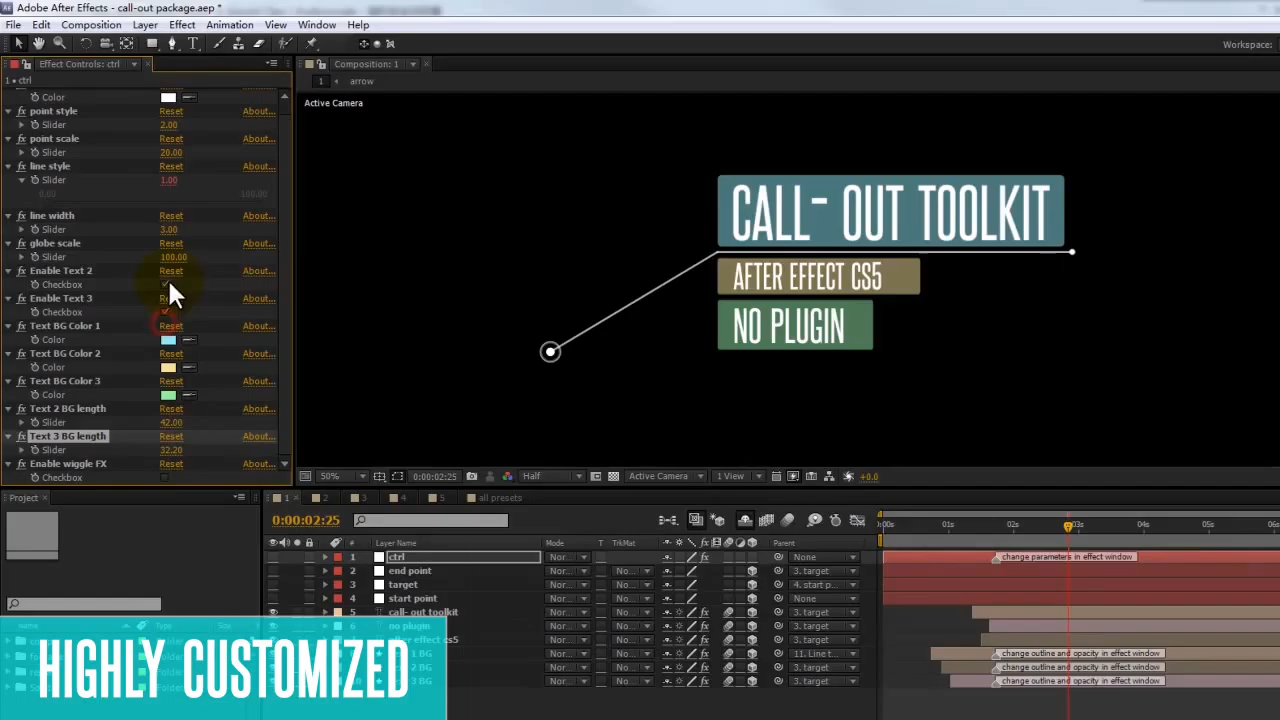 Adobe After Effects - call-out package.aep *
File Edit Composition Layer Effect Animation View Window Help
Workspace:
Effect Controls: ctrl
1 • ctrl
Color
point style Reset About...
Slider 2.00
point scale Reset About...
Slider 20.00
line style Reset About...
Slider 1.00
0.00 100.00
line width Reset About...
Slider 3.00
globe scale Reset About...
Slider 100.00
Enable Text 2 Reset About...
Checkbox
Enable Text 3 About...
Checkbox
Text BG Color 1 Reset About...
Color
Text BG Color 2 Reset About...
Color
Text BG Color 3 Reset About...
Color
Text 2 BG length Reset About...
Slider 42.00
Text 3 BG length Reset About...
Slider 32.20
Enable wiggle FX Reset About...
Checkbox
Composition: 1
1 arrow
Active Camera
CALL- OUT TOOLKIT
AFTER EFFECT CS5
NO PLUGIN
50% 0:00:02:25 Half Active Camera 1 View +0.0
Project
1 2 3 4 5 all presets
0:00:02:25
# Layer Name Mode T TrkMat Parent
:00s 01s 02s 03s 04s 05s 06s
1 ctrl Nor... None change parameters in effect window
2 end point Nor... No... 3. target
3 target Nor... No... 4. start p...
4 start point Nor... No... None
5 call- out toolkit Nor... No... 3. target
6 no plugin Nor... No... 3. target
after effect cs5 Nor... No... 3. target
1 BG Nor... No... 11. Line t... change outline and opacity in effect window
2 BG Nor... No... 3. target change outline and opacity in effect window
3 BG Nor... No... 3. target change outline and opacity in effect window
HIGHLY CUSTOMIZED